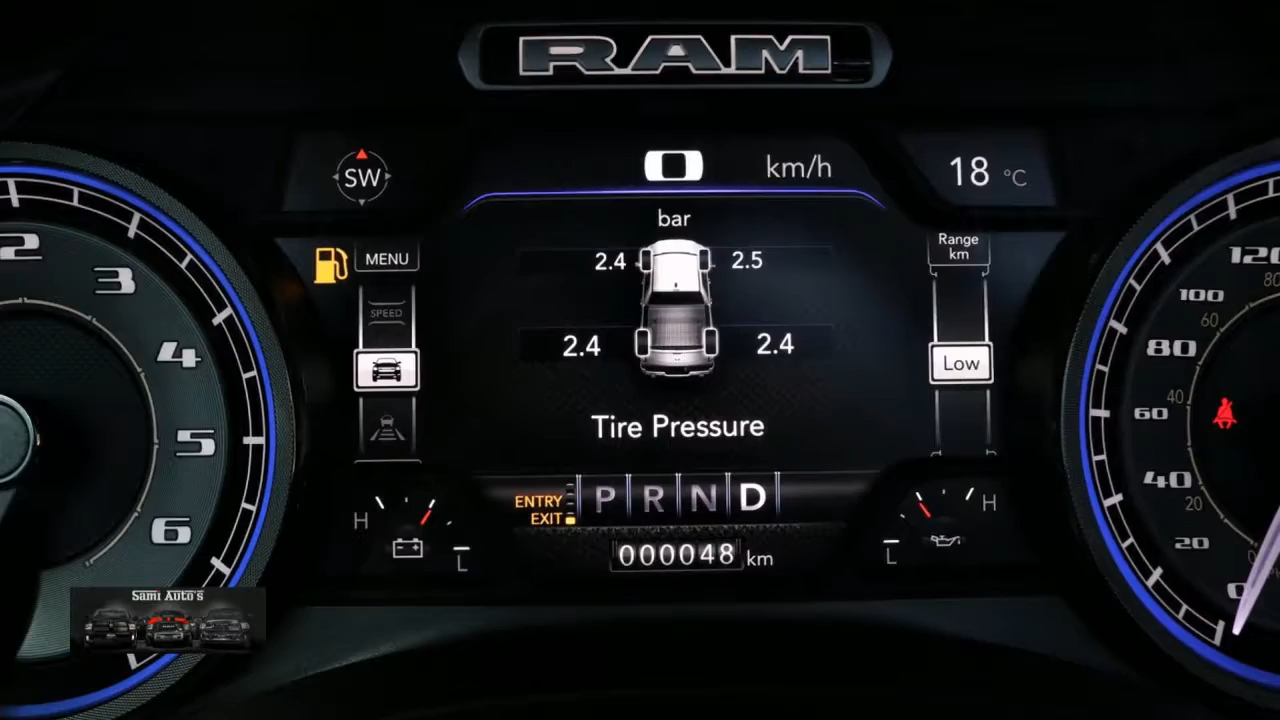 RAM
SW
km/h
18 °C
bar
MENU
2.4 2.5
Range
km
SPEED
2.4 2.4
Low
Tire Pressure
ENTRY
EXIT
P R N D
H L
H L
000048 km
2
3
4
5
6
120
100
80
60
40
20
0
80
60
40
20
0
Sami Auto's